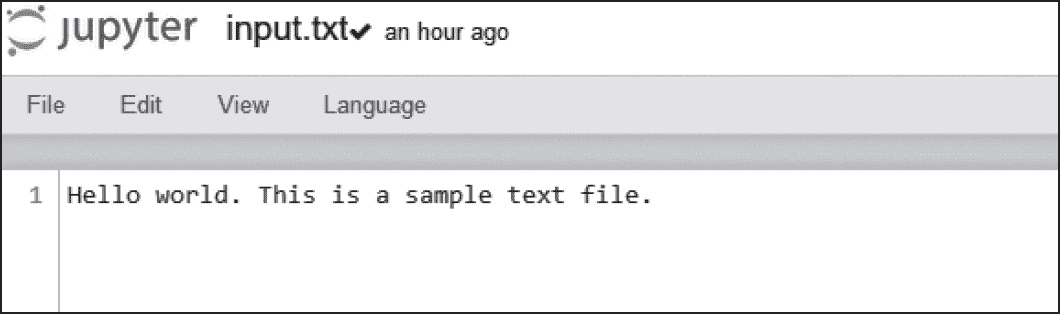 jupyter input.txt✔ an hour ago
File Edit View Language
1 Hello world. This is a sample text file.